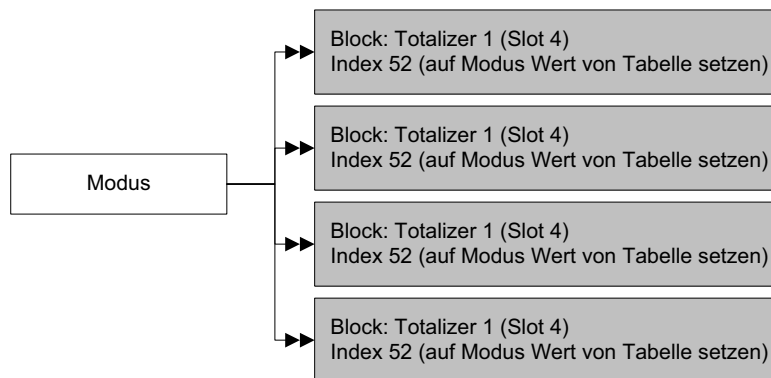 Block: Totalizer 1 (Slot 4)
Index 52 (auf Modus Wert von Tabelle setzen)
Block: Totalizer 1 (Slot 4)
Index 52 (auf Modus Wert von Tabelle setzen)
Modus
Block: Totalizer 1 (Slot 4)
Index 52 (auf Modus Wert von Tabelle setzen)
Block: Totalizer 1 (Slot 4)
Index 52 (auf Modus Wert von Tabelle setzen)